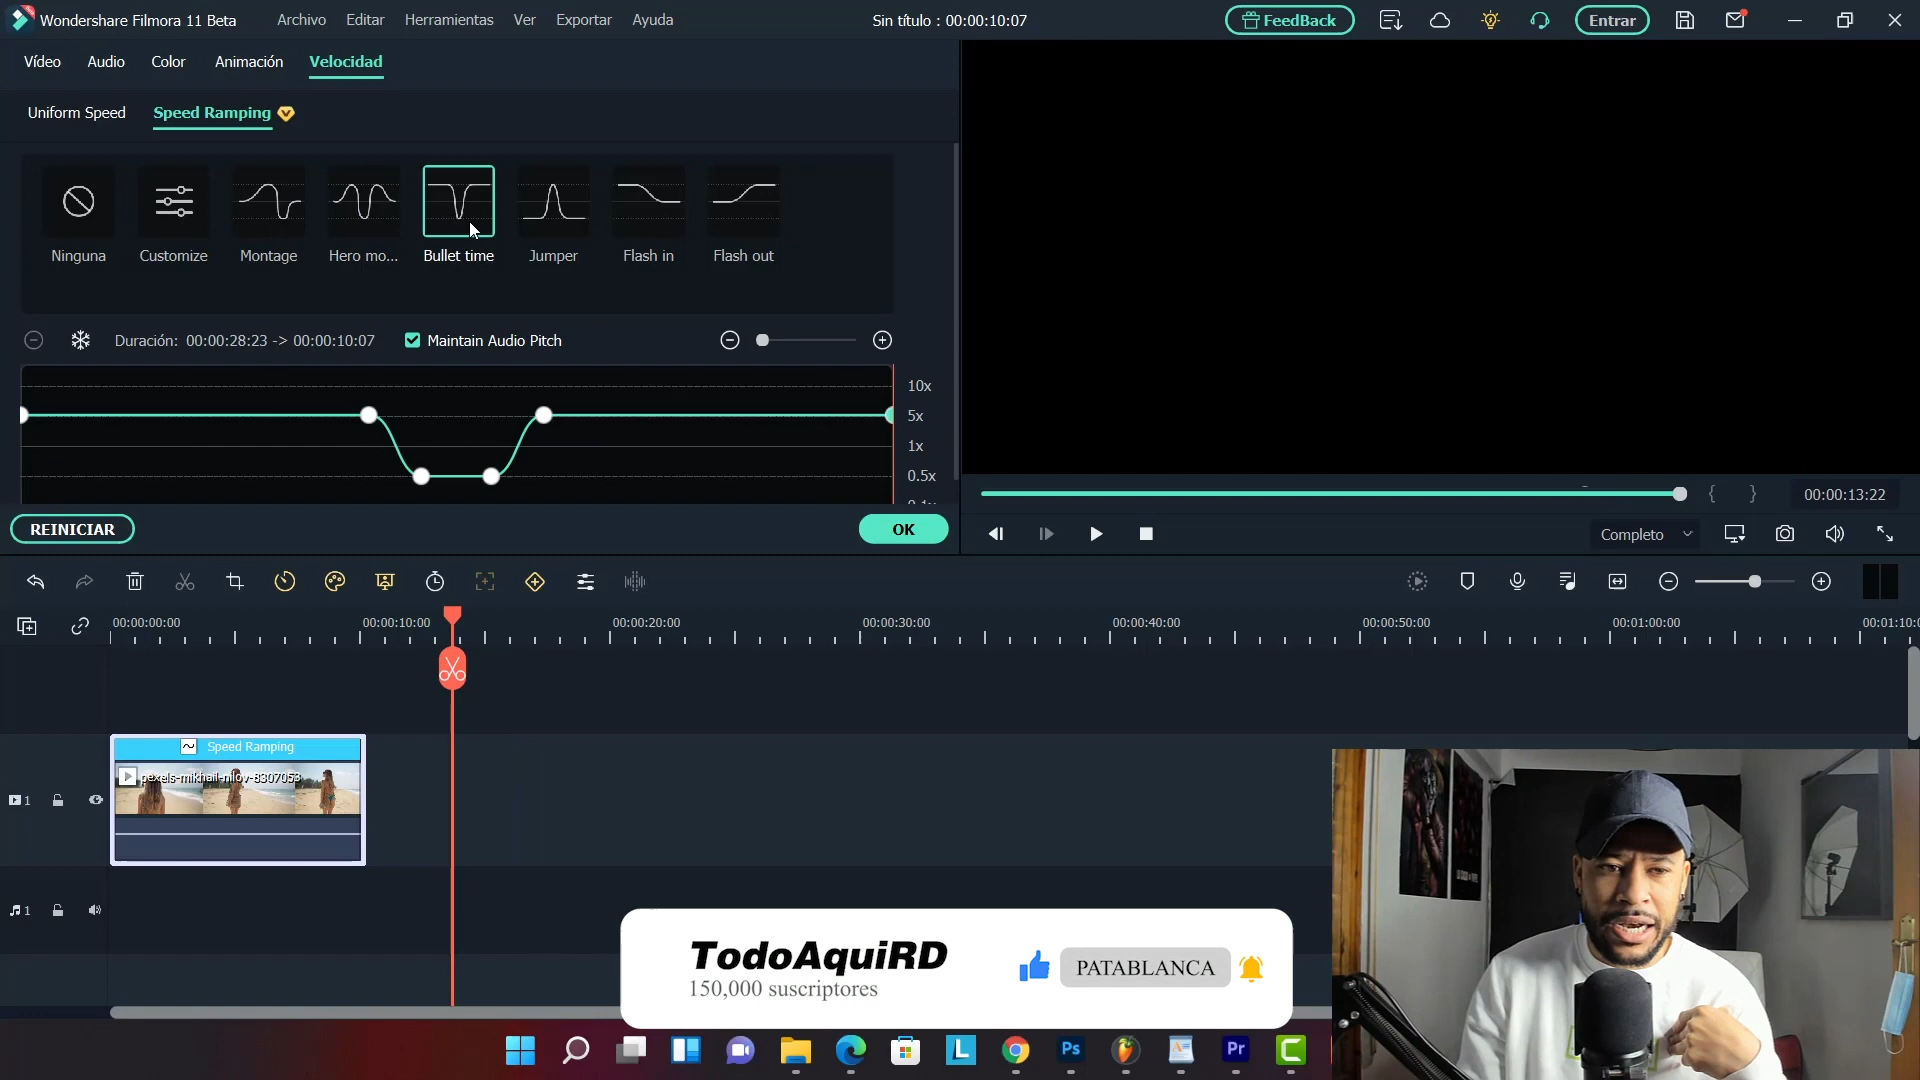 Wondershare Filmora 11 Beta Archivo Editar Herramientas Ver Exportar Ayuda Sin título : 00:00:10:07 FeedBack Entrar
Vídeo Audio Color Animación Velocidad
Uniform Speed Speed Ramping
Ninguna Customize Montage Hero mo... Bullet time Jumper Flash in Flash out
Duración: 00:00:28:23 -> 00:00:10:07 Maintain Audio Pitch
10x
5x
1x
0.5x
REINICIAR OK
00:00:13:22
Completo
00:00:00:00 00:00:10:00 00:00:20:00 00:00:30:00 00:00:40:00 00:00:50:00 00:01:00:00 00:01:10:0
Speed Ramping
pexels-mikhail-nilov-8307053
1
1
TodoAquiRD
150,000 suscriptores
PATABLANCA
L Ps Pr C